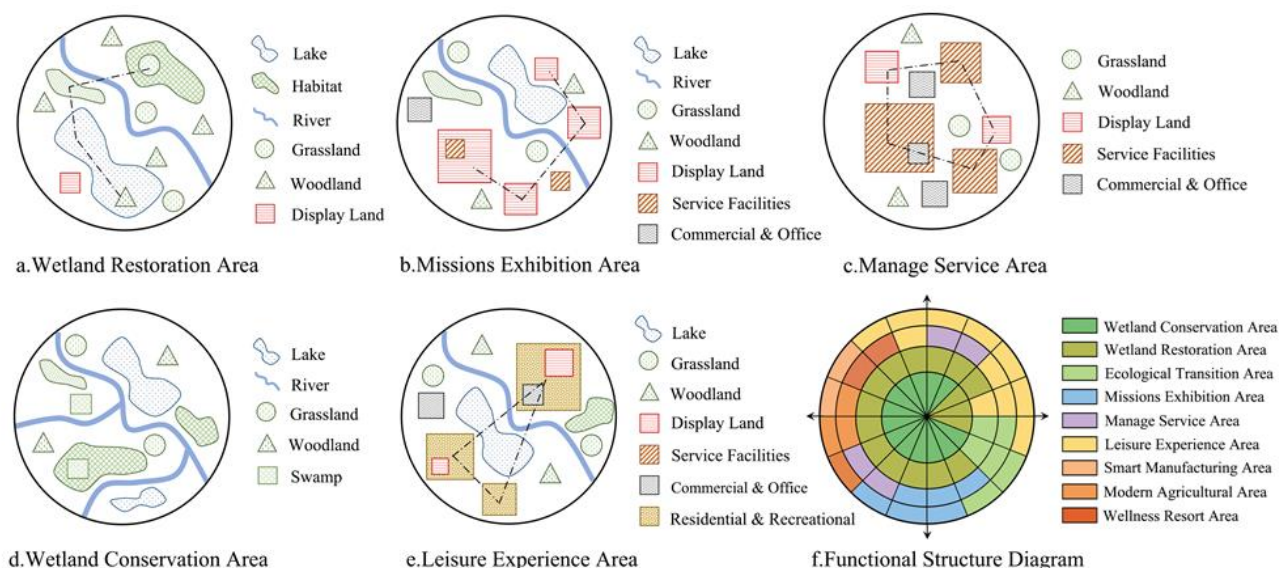 Lake
Habitat
River
Grassland
Woodland
Display Land
a.Wetland Restoration Area
Lake
River
Grassland
Woodland
Display Land
Service Facilities
Commercial & Office
b.Missions Exhibition Area
Grassland
Woodland
Display Land
Service Facilities
Commercial & Office
c.Manage Service Area
Lake
River
Grassland
Woodland
Swamp
d.Wetland Conservation Area
Lake
Grassland
Woodland
Display Land
Service Facilities
Commercial & Office
Residential & Recreational
e.Leisure Experience Area
Wetland Conservation Area
Wetland Restoration Area
Ecological Transition Area
Missions Exhibition Area
Manage Service Area
Leisure Experience Area
Smart Manufacturing Area
Modern Agricultural Area
Wellness Resort Area
f.Functional Structure Diagram